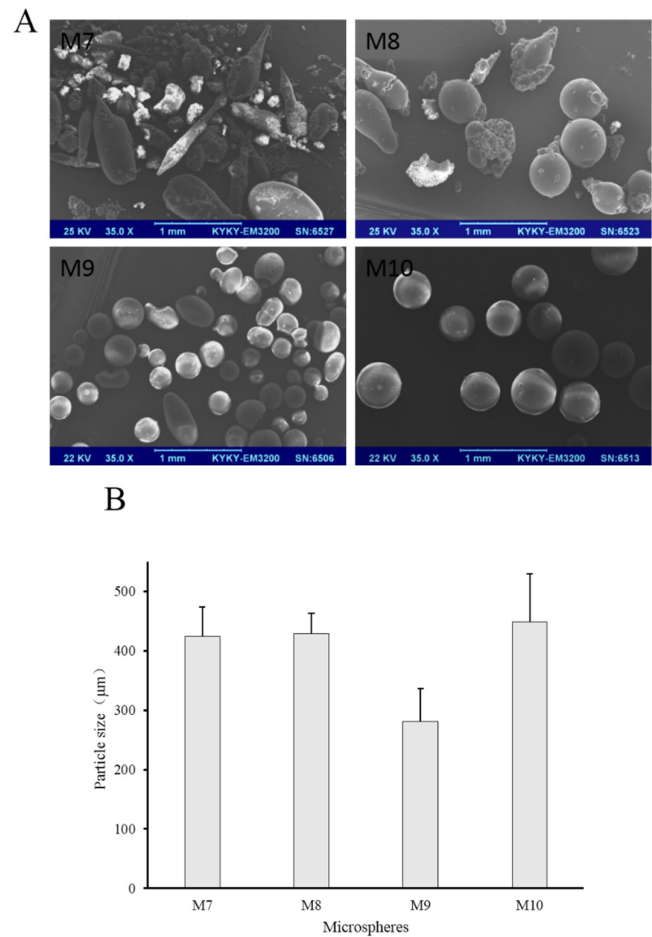 A
M7
M8
25 KV 35.0 X 1 mm KYKY-EM3200 SN:6527
25 KV 35.0 X 1 mm KYKY-EM3200 SN:6523
M9
M10
22 KV 35.0 X 1 mm KYKY-EM3200 SN:6506
22 KV 35.0 X 1 mm KYKY-EM3200 SN:6513
B
500
400
300
200
100
0
Particle size（μm）
M7 M8 M9 M10
Microspheres